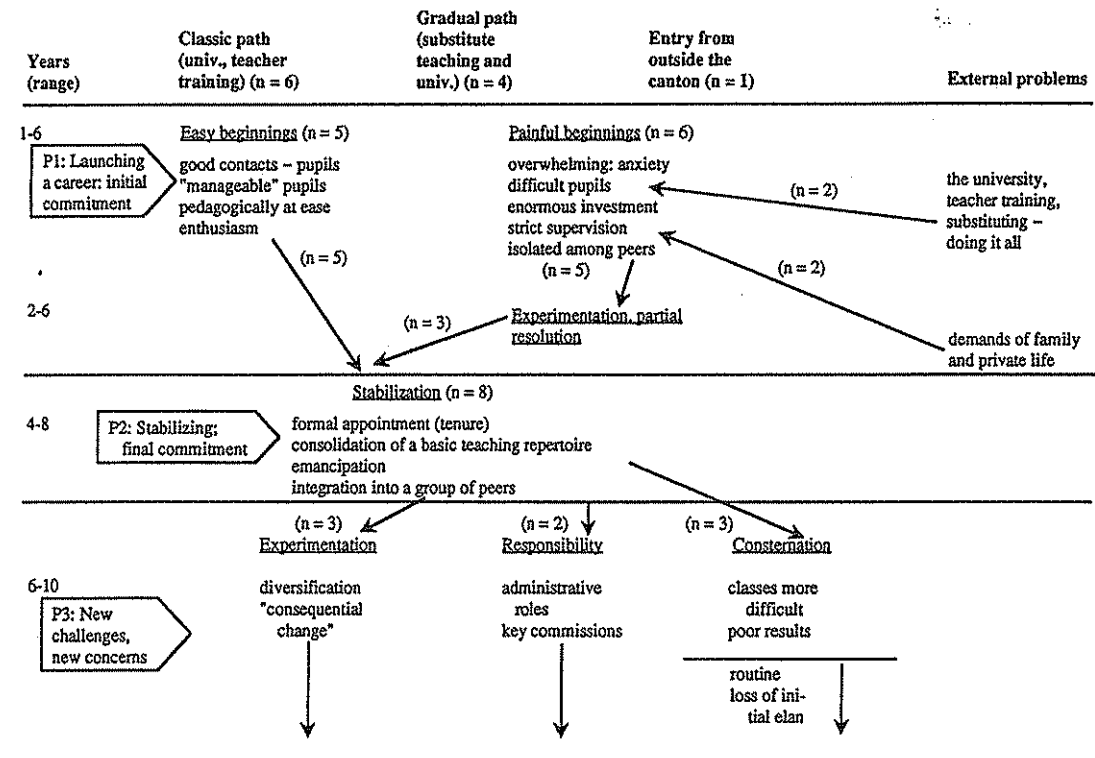 Years
(range)
Classic path
(univ., teacher
training) (n = 6)
Gradual path
(substitute
teaching and
univ.) (n = 4)
Entry from
outside the
canton (n = 1)
External problems
1-6
P1: Launching
a career: initial
commitment
Easy beginnings (n = 5)
good contacts – pupils
"manageable" pupils
pedagogically at ease
enthusiasm
(n = 5)
Painful beginnings (n = 6)
overwhelming: anxiety
difficult pupils
enormous investment
strict supervision
isolated among peers
(n = 5)
(n = 2)
the university,
teacher training,
substituting –
doing it all
(n = 2)
2-6
(n = 3)
Experimentation, partial
resolution
demands of family
and private life
Stabilization (n = 8)
4-8
P2: Stabilizing;
final commitment
formal appointment (tenure)
consolidation of a basic teaching repertoire
emancipation
integration into a group of peers
(n = 3)
Experimentation
(n = 2)
Responsibility
(n = 3)
Consternation
6-10
P3: New
challenges,
new concerns
diversification
"consequential
change"
administrative
roles
key commissions
classes more
difficult
poor results
routine
loss of ini-
tial elan